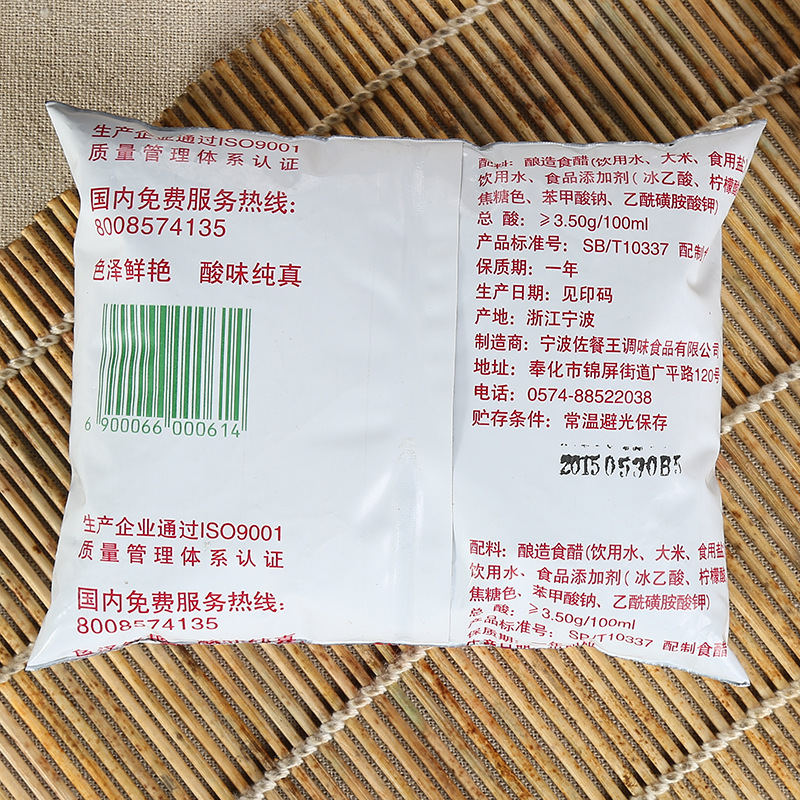 生产企业通过ISO9001
质量管理体系认证
国内免费服务热线:
8008574135
色泽鲜艳 酸味纯真
6 900066 000614
生产企业通过ISO9001
质量管理体系认证
国内免费服务热线:
8008574135
配料: 酿造食醋(饮用水、大米、食用盐
饮用水、食品添加剂(冰乙酸、柠檬酸
焦糖色、苯甲酸钠、乙酰磺胺酸钾)
总 酸: ≥3.50g/100ml
产品标准号: SB/T10337 配制
保质期: 一年
生产日期: 见印码
产地: 浙江宁波
制造商: 宁波佐餐王调味食品有限公司
地址: 奉化市锦屏街道广平路120号
电话: 0574-88522038
贮存条件: 常温避光保存
20150530B5
配料: 酿造食醋(饮用水、大米、食用盐
饮用水、食品添加剂(冰乙酸、柠檬酸
焦糖色、苯甲酸钠、乙酰磺胺酸钾)
总 酸: ≥3.50g/100ml
产品标准号: SB/T10337 配制食醋
保质期: